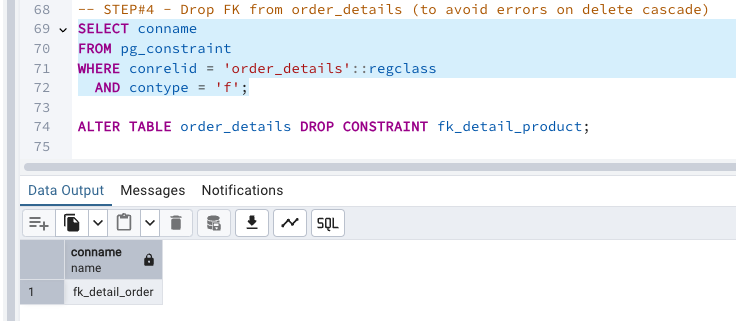 68 -- STEP#4 - Drop FK from order_details (to avoid errors on delete cascade)
69 SELECT conname
70 FROM pg_constraint
71 WHERE conrelid = 'order_details'::regclass
72   AND contype = 'f';
73
74 ALTER TABLE order_details DROP CONSTRAINT fk_detail_product;
75
Data Output Messages Notifications
SQL
conname
name
1 fk_detail_order